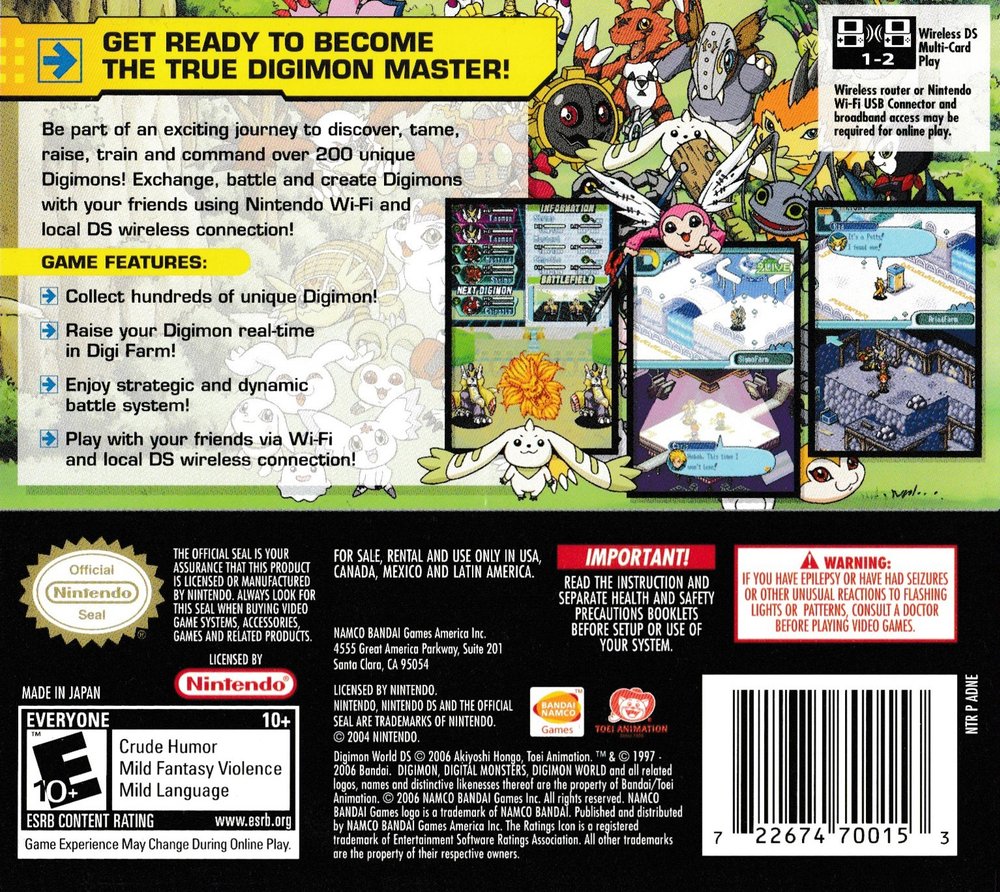 GET READY TO BECOME
THE TRUE DIGIMON MASTER!
Wireless DS
Multi-Card
Play
1-2
Wireless router or Nintendo
Wi-Fi USB Connector and
broadband access may be
required for online play.
Be part of an exciting journey to discover, tame,
raise, train and command over 200 unique
Digimons! Exchange, battle and create Digimons
with your friends using Nintendo Wi-Fi and
local DS wireless connection!
GAME FEATURES:
Collect hundreds of unique Digimon!
Raise your Digimon real-time
in Digi Farm!
Enjoy strategic and dynamic
battle system!
Play with your friends via Wi-Fi
and local DS wireless connection!
INFORMATION
NEXT DIGIMON
BATTLEFIELD
It's a Potty!
I found one!
Hahah. This time I
won't lose!
Official
Nintendo
Seal
®
THE OFFICIAL SEAL IS YOUR
ASSURANCE THAT THIS PRODUCT
IS LICENSED OR MANUFACTURED
BY NINTENDO. ALWAYS LOOK FOR
THIS SEAL WHEN BUYING VIDEO
GAME SYSTEMS, ACCESSORIES,
GAMES AND RELATED PRODUCTS.
LICENSED BY
Nintendo®
MADE IN JAPAN
EVERYONE 10+
™
E
10+
Crude Humor
Mild Fantasy Violence
Mild Language
ESRB CONTENT RATING www.esrb.org
Game Experience May Change During Online Play.
FOR SALE, RENTAL AND USE ONLY IN USA,
CANADA, MEXICO AND LATIN AMERICA.
NAMCO BANDAI Games America Inc.
4555 Great America Parkway, Suite 201
Santa Clara, CA 95054
LICENSED BY NINTENDO.
NINTENDO, NINTENDO DS AND THE OFFICIAL
SEAL ARE TRADEMARKS OF NINTENDO.
© 2004 NINTENDO.
BANDAI
NAMCO
Games
™
TOEI ANIMATION
Digimon World DS © 2006 Akiyoshi Hongo, Toei Animation. ™ & © 1997 -
2006 Bandai. DIGIMON, DIGITAL MONSTERS, DIGIMON WORLD and all related
logos, names and distinctive likenesses thereof are the property of Bandai/Toei
Animation. © 2006 NAMCO BANDAI Games Inc. All rights reserved. NAMCO
BANDAI Games logo is a trademark of NAMCO BANDAI. Published and distributed
by NAMCO BANDAI Games America Inc. The Ratings Icon is a registered
trademark of Entertainment Software Ratings Association. All other trademarks
are the property of their respective owners.
IMPORTANT!
READ THE INSTRUCTION AND
SEPARATE HEALTH AND SAFETY
PRECAUTIONS BOOKLETS
BEFORE SETUP OR USE OF
YOUR SYSTEM.
WARNING:
IF YOU HAVE EPILEPSY OR HAVE HAD SEIZURES
OR OTHER UNUSUAL REACTIONS TO FLASHING
LIGHTS OR PATTERNS, CONSULT A DOCTOR
BEFORE PLAYING VIDEO GAMES.
NTR P ADNE
7 22674 70015 3